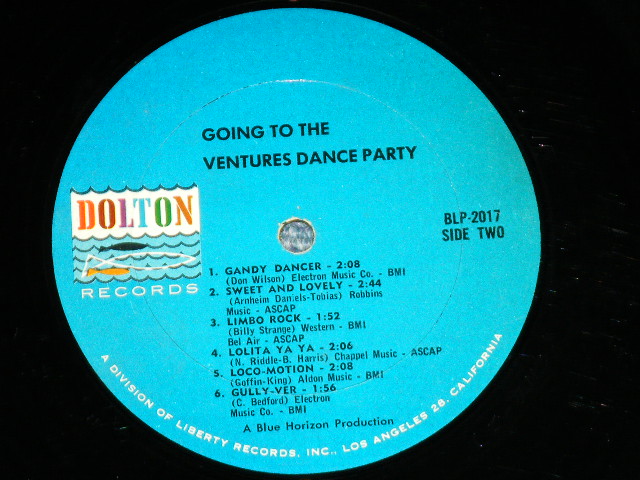 GOING TO THE
VENTURES DANCE PARTY
DOLTON
RECORDS
BLP-2017
SIDE TWO
1. GANDY DANCER - 2:08
(Don Wilson) Electron Music Co. - BMI
2. SWEET AND LOVELY - 2:44
(Arnheim Daniels-Tobias) Robbins
Music - ASCAP
3. LIMBO ROCK - 1:52
(Billy Strange) Western - BMI
Bel Air - ASCAP
4. LOLITA YA YA - 2:06
(N. Riddle-B. Harris) Chappel Music - ASCAP
5. LOCO-MOTION - 2:08
(Goffin-King) Aldon Music - BMI
6. GULLY-VER - 1:56
(C. Bedford) Electron
Music Co. - BMI
A Blue Horizon Production
A DIVISION OF LIBERTY RECORDS, INC., LOS ANGELES 28, CALIFORNIA